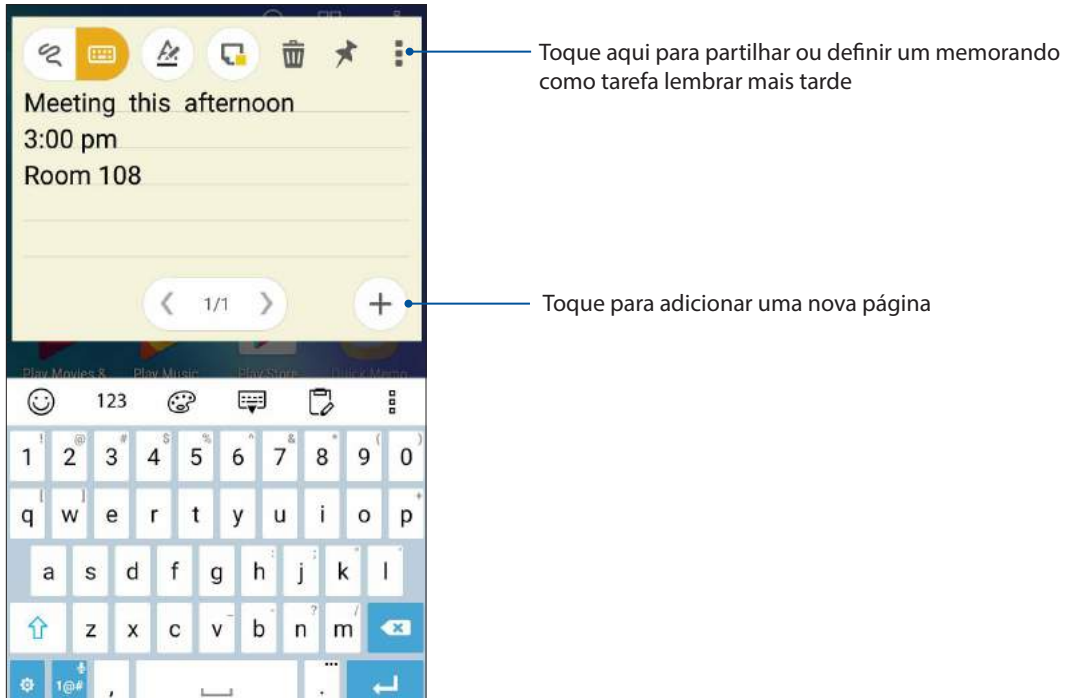 Toque aqui para partilhar ou definir um memorando
como tarefa lembrar mais tarde
Meeting this afternoon
3:00 pm
Room 108
1/1
+
Toque para adicionar uma nova página
Play Movies &
Play Music
Play Store
Quick Memo
123
! @ # $ % ^ & * ( )
1 2 3 4 5 6 7 8 9 0
[ ] +
q w e r t y u i o p
: ; " '
a s d f g h j k l
_ - ? /
z x c v b n m
1@# , .